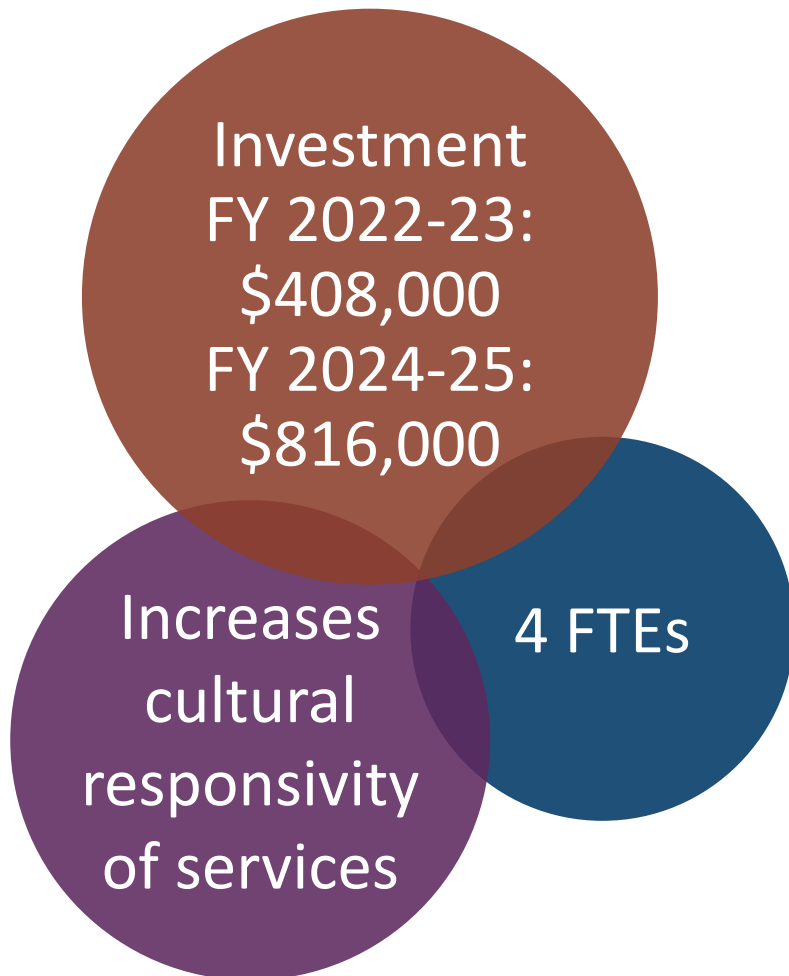 Investment
FY 2022-23:
$408,000
FY 2024-25:
$816,000
Increases
cultural
responsivity
of services
4 FTEs